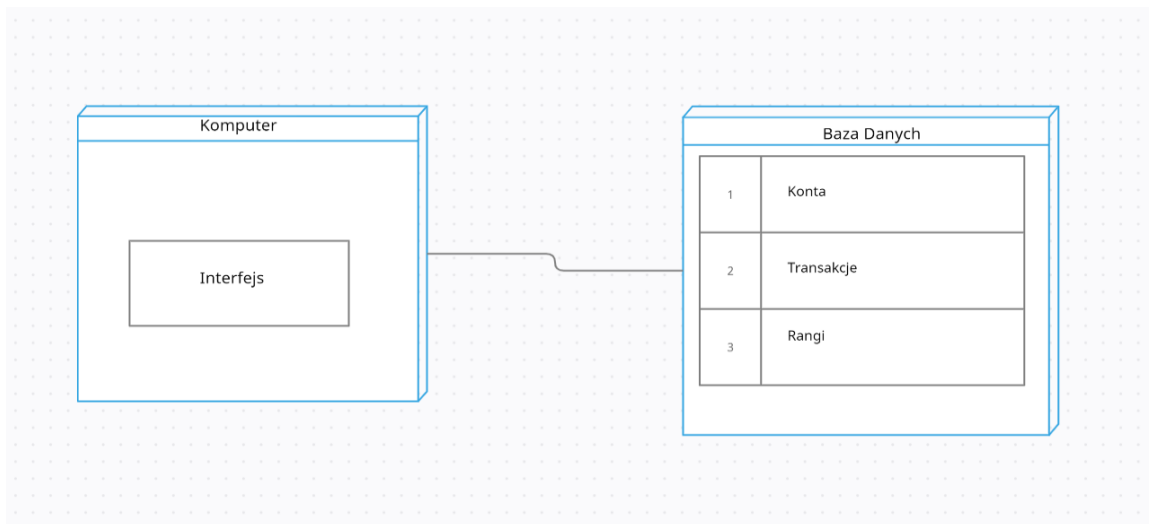 Komputer
Interfejs
Baza Danych
1 Konta
2 Transakcje
3 Rangi